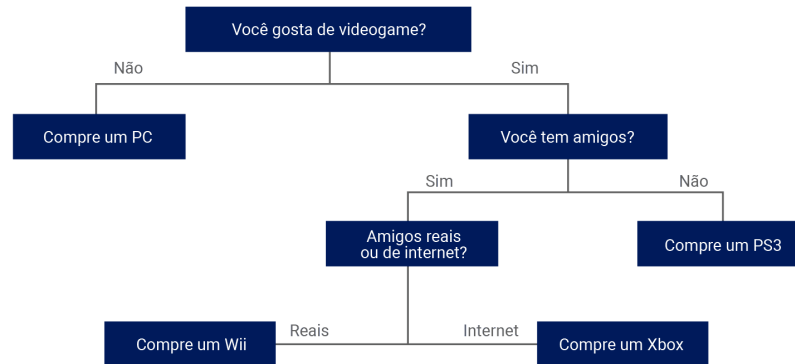 Você gosta de videogame?
Não
Sim
Compre um PC
Você tem amigos?
Sim
Não
Amigos reais
ou de internet?
Compre um PS3
Compre um Wii
Reais
Internet
Compre um Xbox